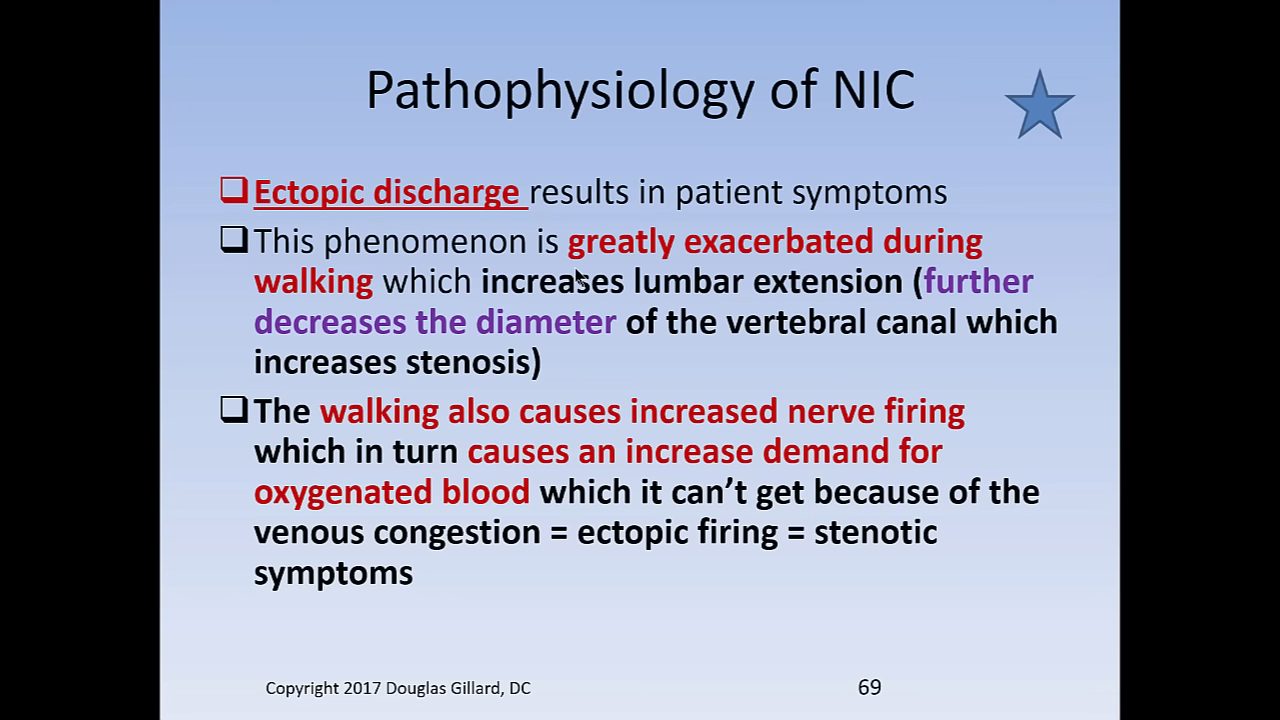 Pathophysiology of NIC
Ectopic discharge results in patient symptoms
This phenomenon is greatly exacerbated during
walking which increases lumbar extension (further
decreases the diameter of the vertebral canal which
increases stenosis)
The walking also causes increased nerve firing
which in turn causes an increase demand for
oxygenated blood which it can’t get because of the
venous congestion = ectopic firing = stenotic
symptoms
Copyright 2017 Douglas Gillard, DC
69